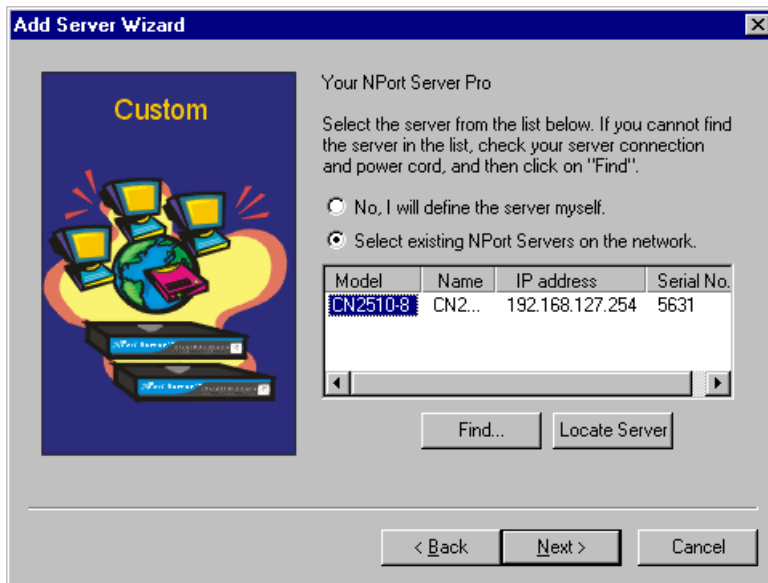 Add Server Wizard
Custom
Your NPort Server Pro
Select the server from the list below. If you cannot find
the server in the list, check your server connection
and power cord, and then click on "Find".
No, I will define the server myself.
Select existing NPort Servers on the network.
Model Name IP address Serial No.
CN2510-8 CN2... 192.168.127.254 5631
Find... Locate Server
< Back Next > Cancel